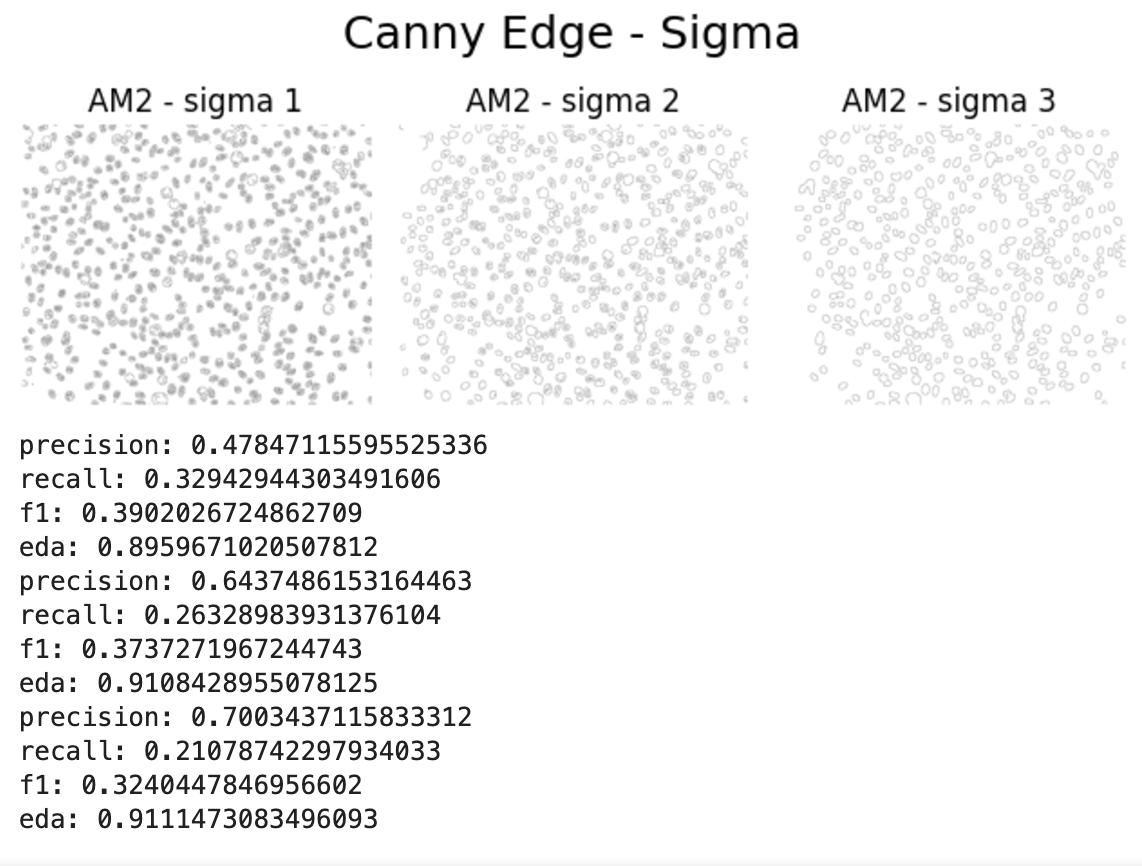 Canny Edge - Sigma
AM2 - sigma 1
AM2 - sigma 2
AM2 - sigma 3
precision: 0.47847115595525336
recall: 0.32942944303491606
f1: 0.3902026724862709
eda: 0.8959671020507812
precision: 0.6437486153164463
recall: 0.26328983931376104
f1: 0.3737271967244743
eda: 0.9108428955078125
precision: 0.7003437115833312
recall: 0.21078742297934033
f1: 0.3240447846956602
eda: 0.9111473083496093